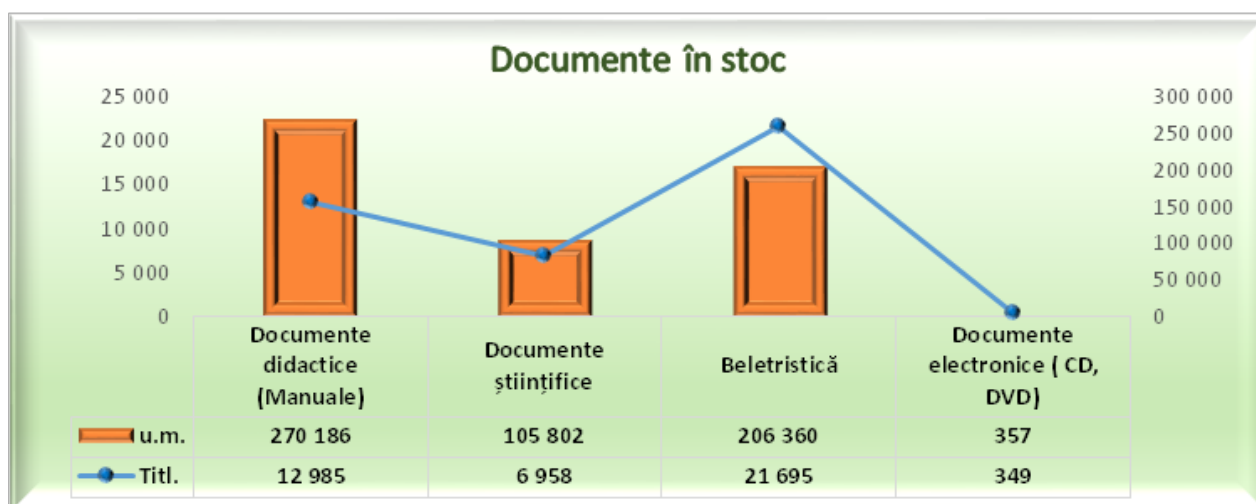 Documente în stoc
25 000
20 000
15 000
10 000
5 000
0
300 000
250 000
200 000
150 000
100 000
50 000
0
Documente
didactice
(Manuale)
Documente
științifice
Beletristică
Documente
electronice ( CD,
DVD)
u.m. 270 186 105 802 206 360 357
Titl. 12 985 6 958 21 695 349